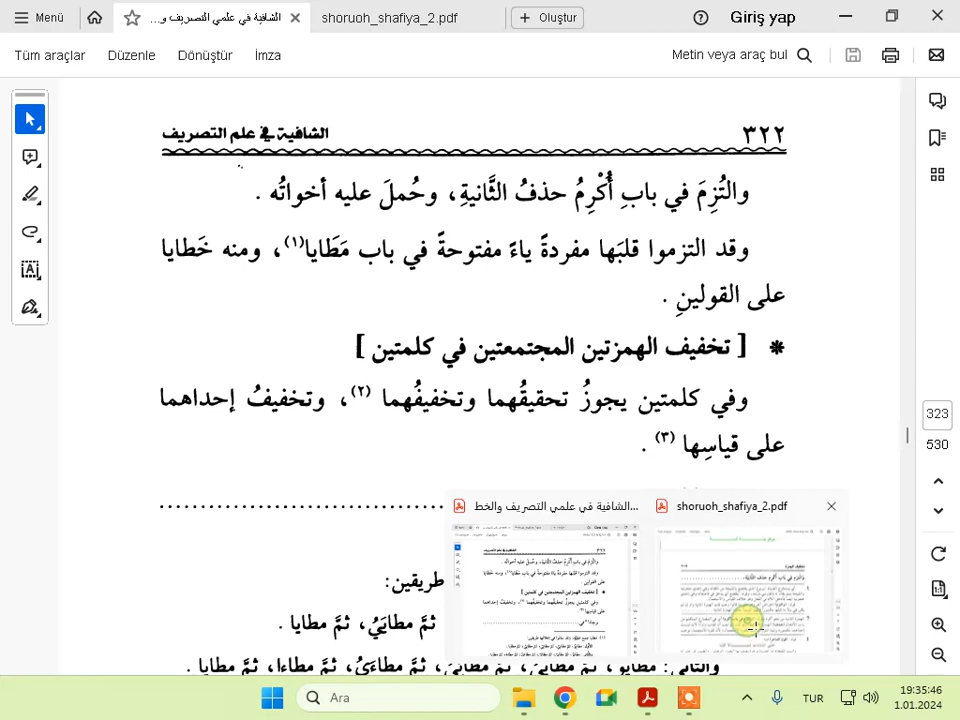 Menü
الشافية في علمي التصريف و...
shoruoh_shafiya_2.pdf
Oluştur
Giriş yap
Tüm araçlar
Düzenle
Dönüştür
İmza
Metin veya araç bul
٣٢٢
الشافية في علم التصريف
والتُزِمَ في بابِ أُكْرِمُ حذفُ الثَّانيةِ، وحُملَ عليه أخواتُه .
وقد التزموا قلبَها مفردةً ياءً مفتوحةً في باب مَطَايا(١)، ومنه خَطايا
على القولينِ .
* [ تخفيف الهمزتين المجتمعتين في كلمتين ]
وفي كلمتين يجوزُ تحقيقُهما وتخفيفُهما (٢)، وتخفيفُ إحداهما
على قياسِها (٣) .
323
530
الشافية في علمي التصريف والخط...
shoruoh_shafiya_2.pdf
طريقين:
ثمَّ مطايَيُ، ثمَّ مطايا .
Ara
TUR
19:35:46
1.01.2024